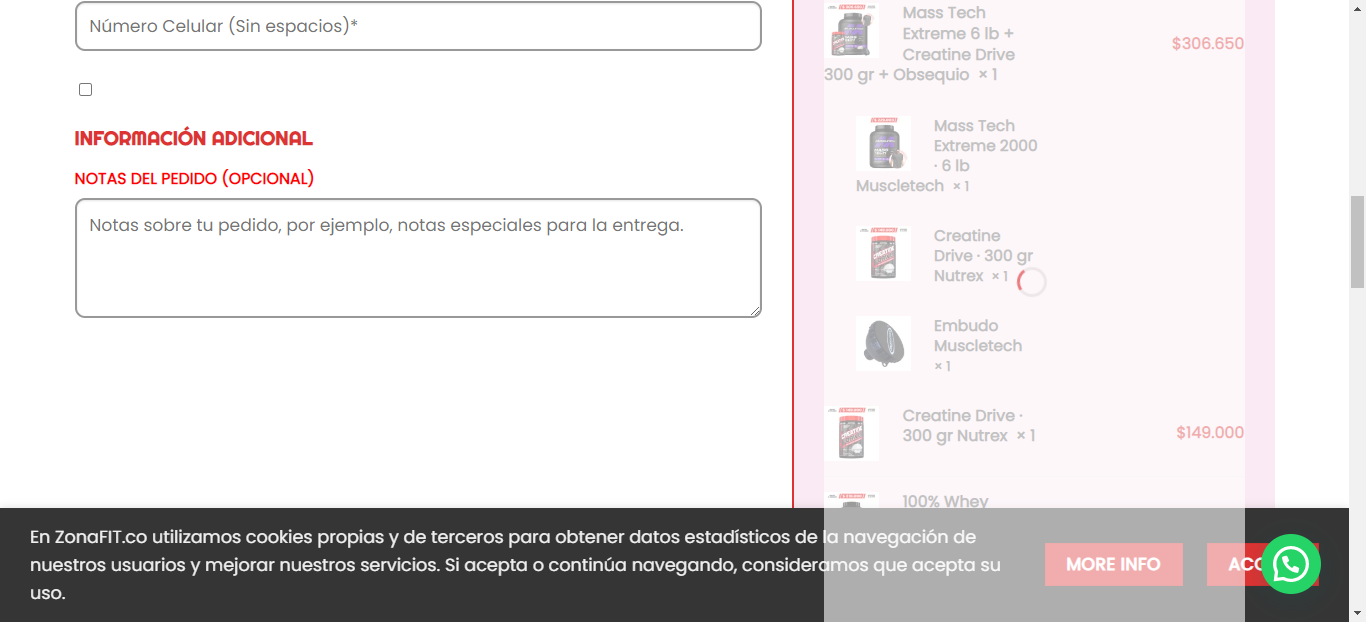 Número Celular (Sin espacios)*
INFORMACIÓN ADICIONAL
NOTAS DEL PEDIDO (OPCIONAL)
Notas sobre tu pedido, por ejemplo, notas especiales para la entrega.
Mass Tech
Extreme 6 lb +
Creatine Drive
300 gr + Obsequio × 1
$306.650
Mass Tech
Extreme 2000
· 6 lb
Muscletech × 1
Creatine
Drive · 300 gr
Nutrex × 1
Embudo
Muscletech
× 1
Creatine Drive ·
300 gr Nutrex × 1
$149.000
100% Whey
En ZonaFIT.co utilizamos cookies propias y de terceros para obtener datos estadísticos de la navegación de
nuestros usuarios y mejorar nuestros servicios. Si acepta o continúa navegando, consideramos que acepta su
uso.
MORE INFO